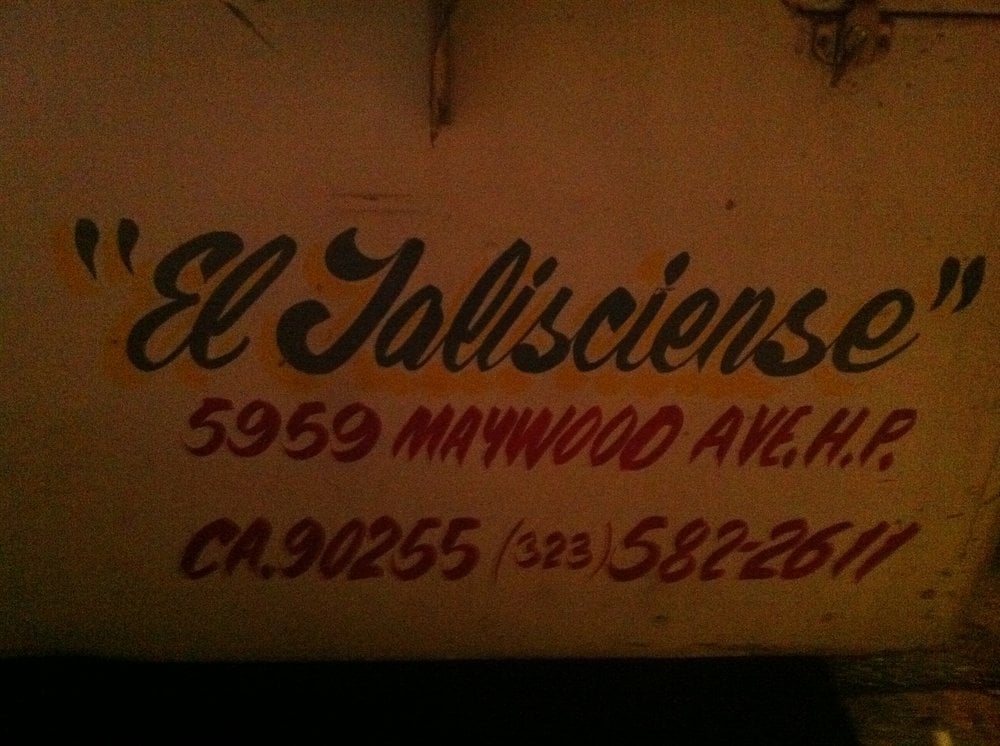 "El Jalisciense"
5959 MAYWOOD AVE. H.P.
CA. 90255 (323) 582-2611